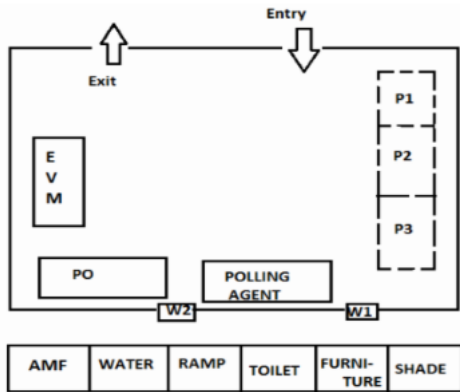 Entry
Exit
P1
P2
P3
E
V
M
PO
POLLING
AGENT
W2
W1
AMF
WATER
RAMP
TOILET
FURNI-
TURE
SHADE